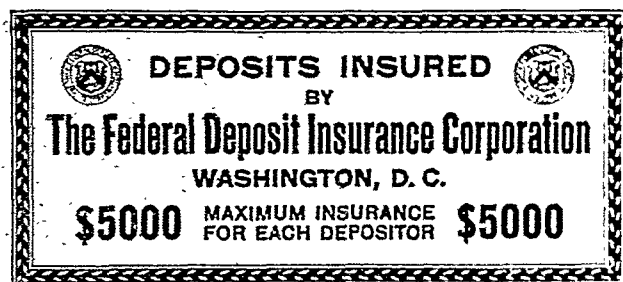 DEPOSITS INSURED
BY
The Federal Deposit Insurance Corporation
WASHINGTON, D. C.
$5000 MAXIMUM INSURANCE FOR EACH DEPOSITOR $5000